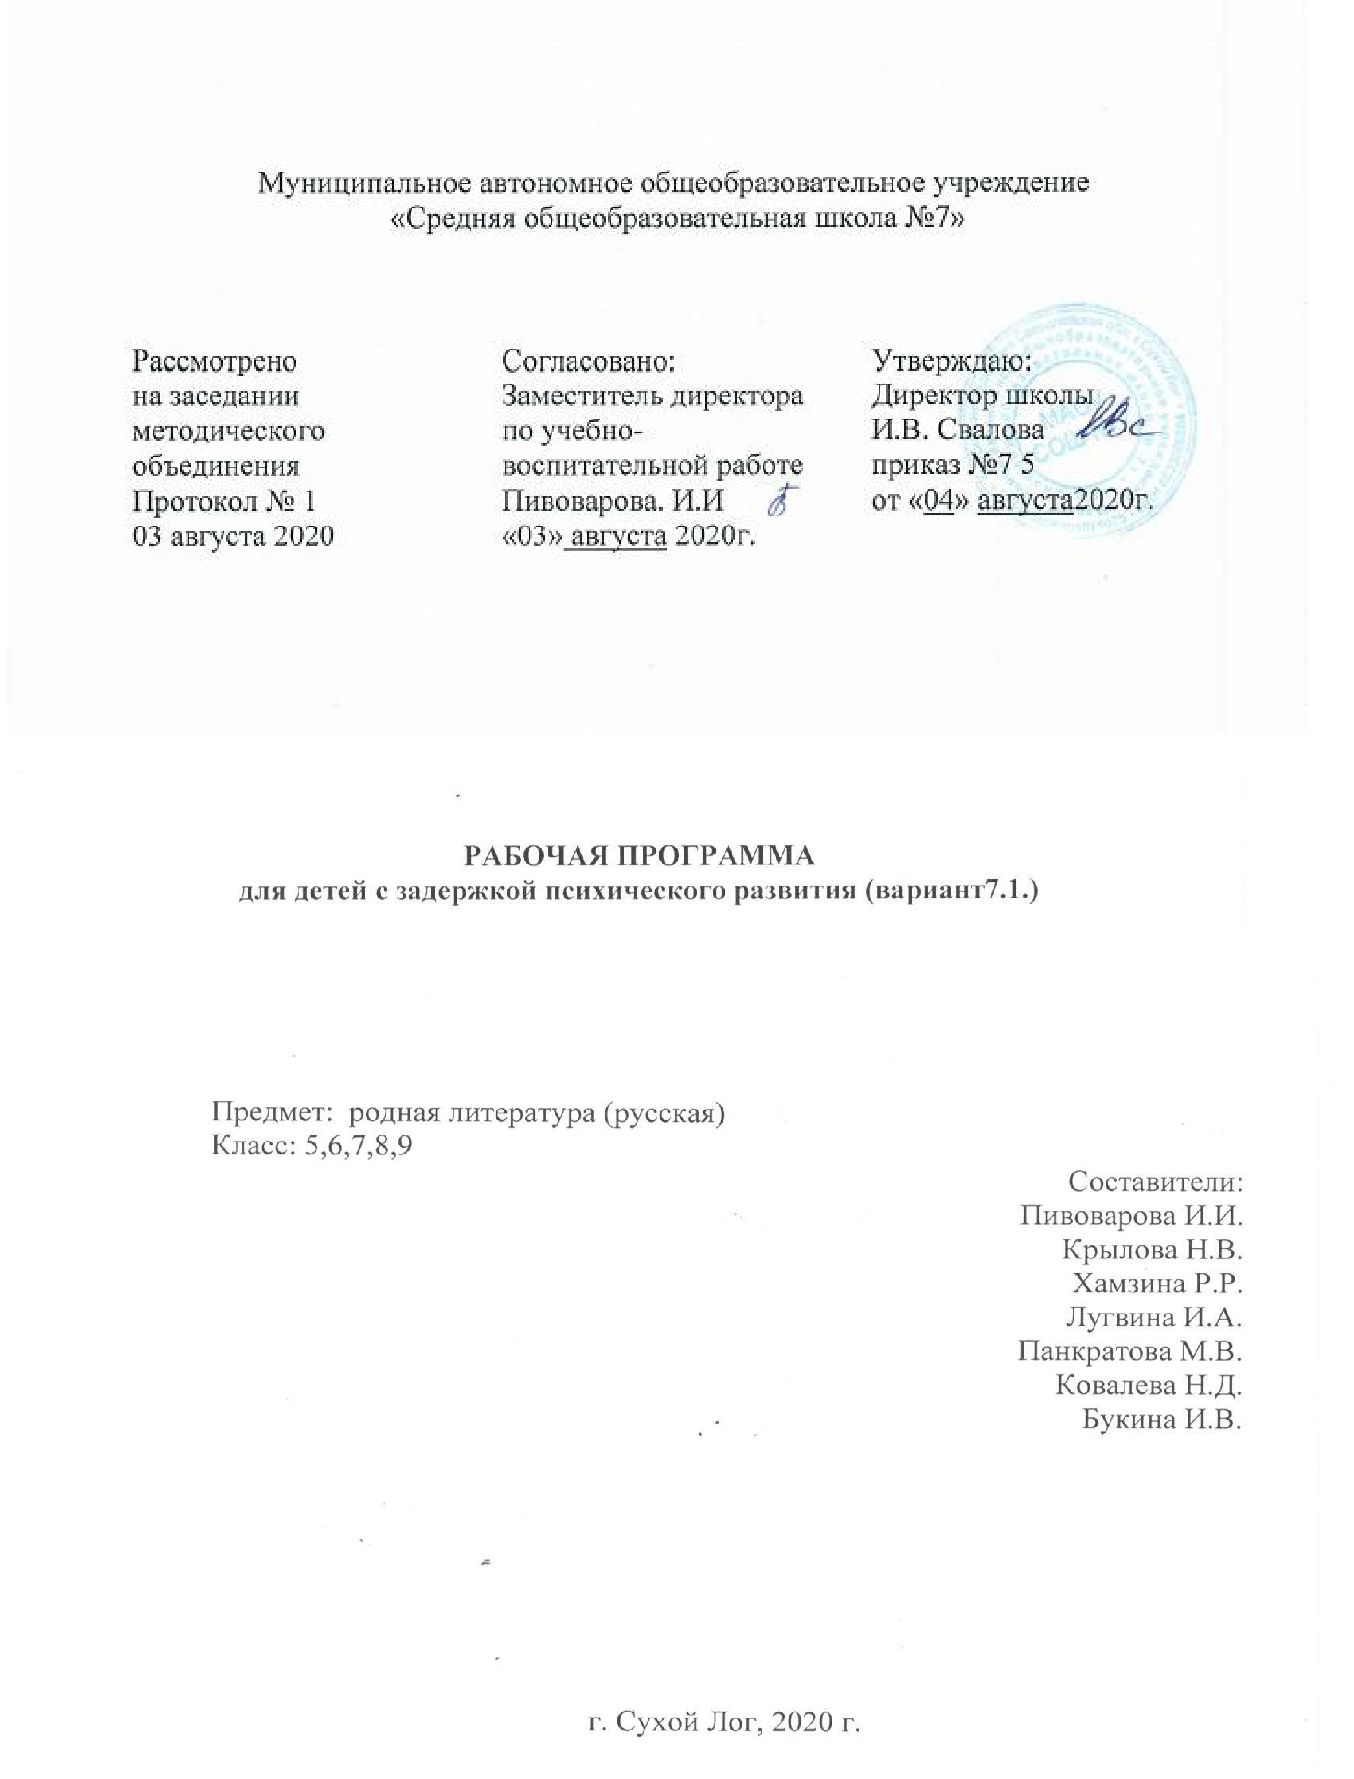 Муниципальное автономное общеобразовательное учреждение
«Средняя общеобразовательная школа №7»
Рассмотрено
на заседании
методического
объединения
Протокол № 1
03 августа 2020
Согласовано:
Заместитель директора
по учебно-
воспитательной работе
Пивоварова. И.И
«03» августа 2020г.
Утверждаю:
Директор школы
И.В. Свалова
приказ №7 5
от «04» августа2020г.
РАБОЧАЯ ПРОГРАММА
для детей с задержкой психического развития (вариант7.1.)
Предмет: родная литература (русская)
Класс: 5,6,7,8,9
Составители:
Пивоварова И.И.
Крылова Н.В.
Хамзина Р.Р.
Лугвина И.А.
Панкратова М.В.
Ковалева Н.Д.
Букина И.В.
г. Сухой Лог, 2020 г.